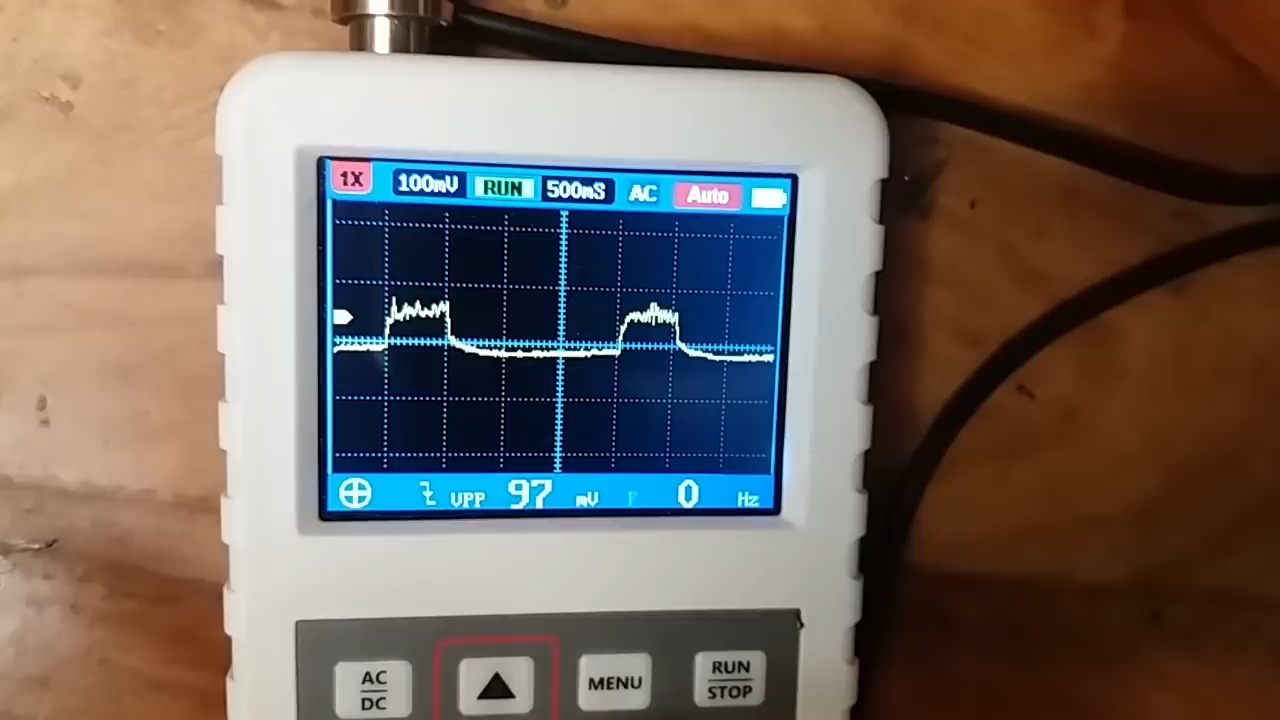 1X 100mV RUN 500mS AC Auto
VPP 97 mV F 0 Hz
AC
DC
MENU
RUN
STOP